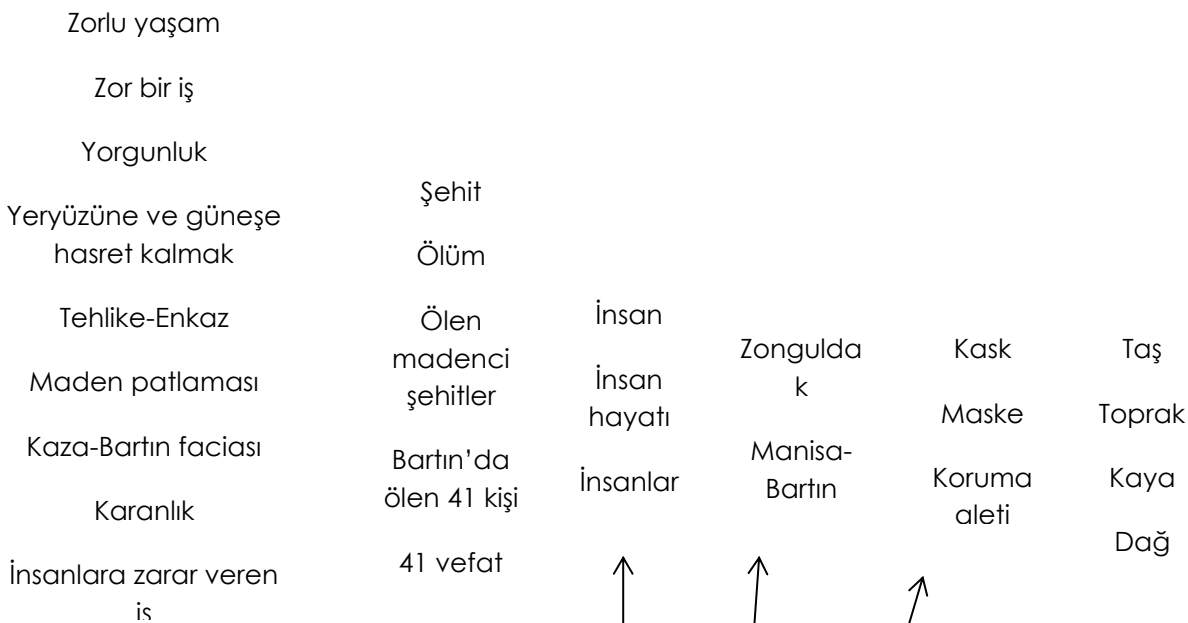 Zorlu yaşam
Zor bir iş
Yorgunluk
Yeryüzüne ve güneşe
hasret kalmak
Tehlike-Enkaz
Maden patlaması
Kaza-Bartın faciası
Karanlık
İnsanlara zarar veren
iş
Şehit
Ölüm
Ölen
madenci
şehitler
Bartın’da
ölen 41 kişi
41 vefat
İnsan
İnsan
hayatı
İnsanlar
Zongulda
k
Manisa-
Bartın
Kask
Maske
Koruma
aleti
Taş
Toprak
Kaya
Dağ